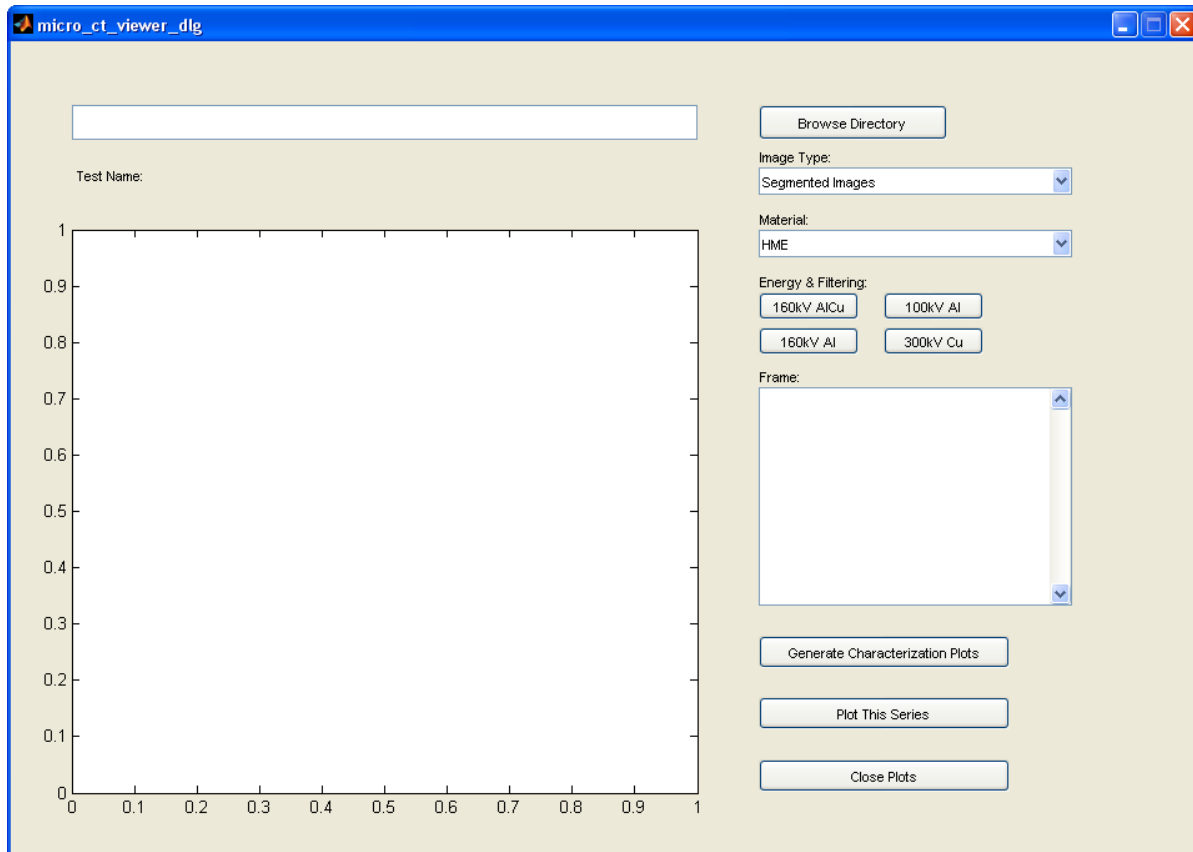 micro_ct_viewer_dlg
Browse Directory
Test Name:
Image Type:
Segmented Images
Material:
HME
Energy & Filtering:
160kV AlCu 100kV Al
160kV Al 300kV Cu
Frame:
1
0.9
0.8
0.7
0.6
0.5
0.4
0.3
0.2
0.1
0
0 0.1 0.2 0.3 0.4 0.5 0.6 0.7 0.8 0.9 1
Generate Characterization Plots
Plot This Series
Close Plots